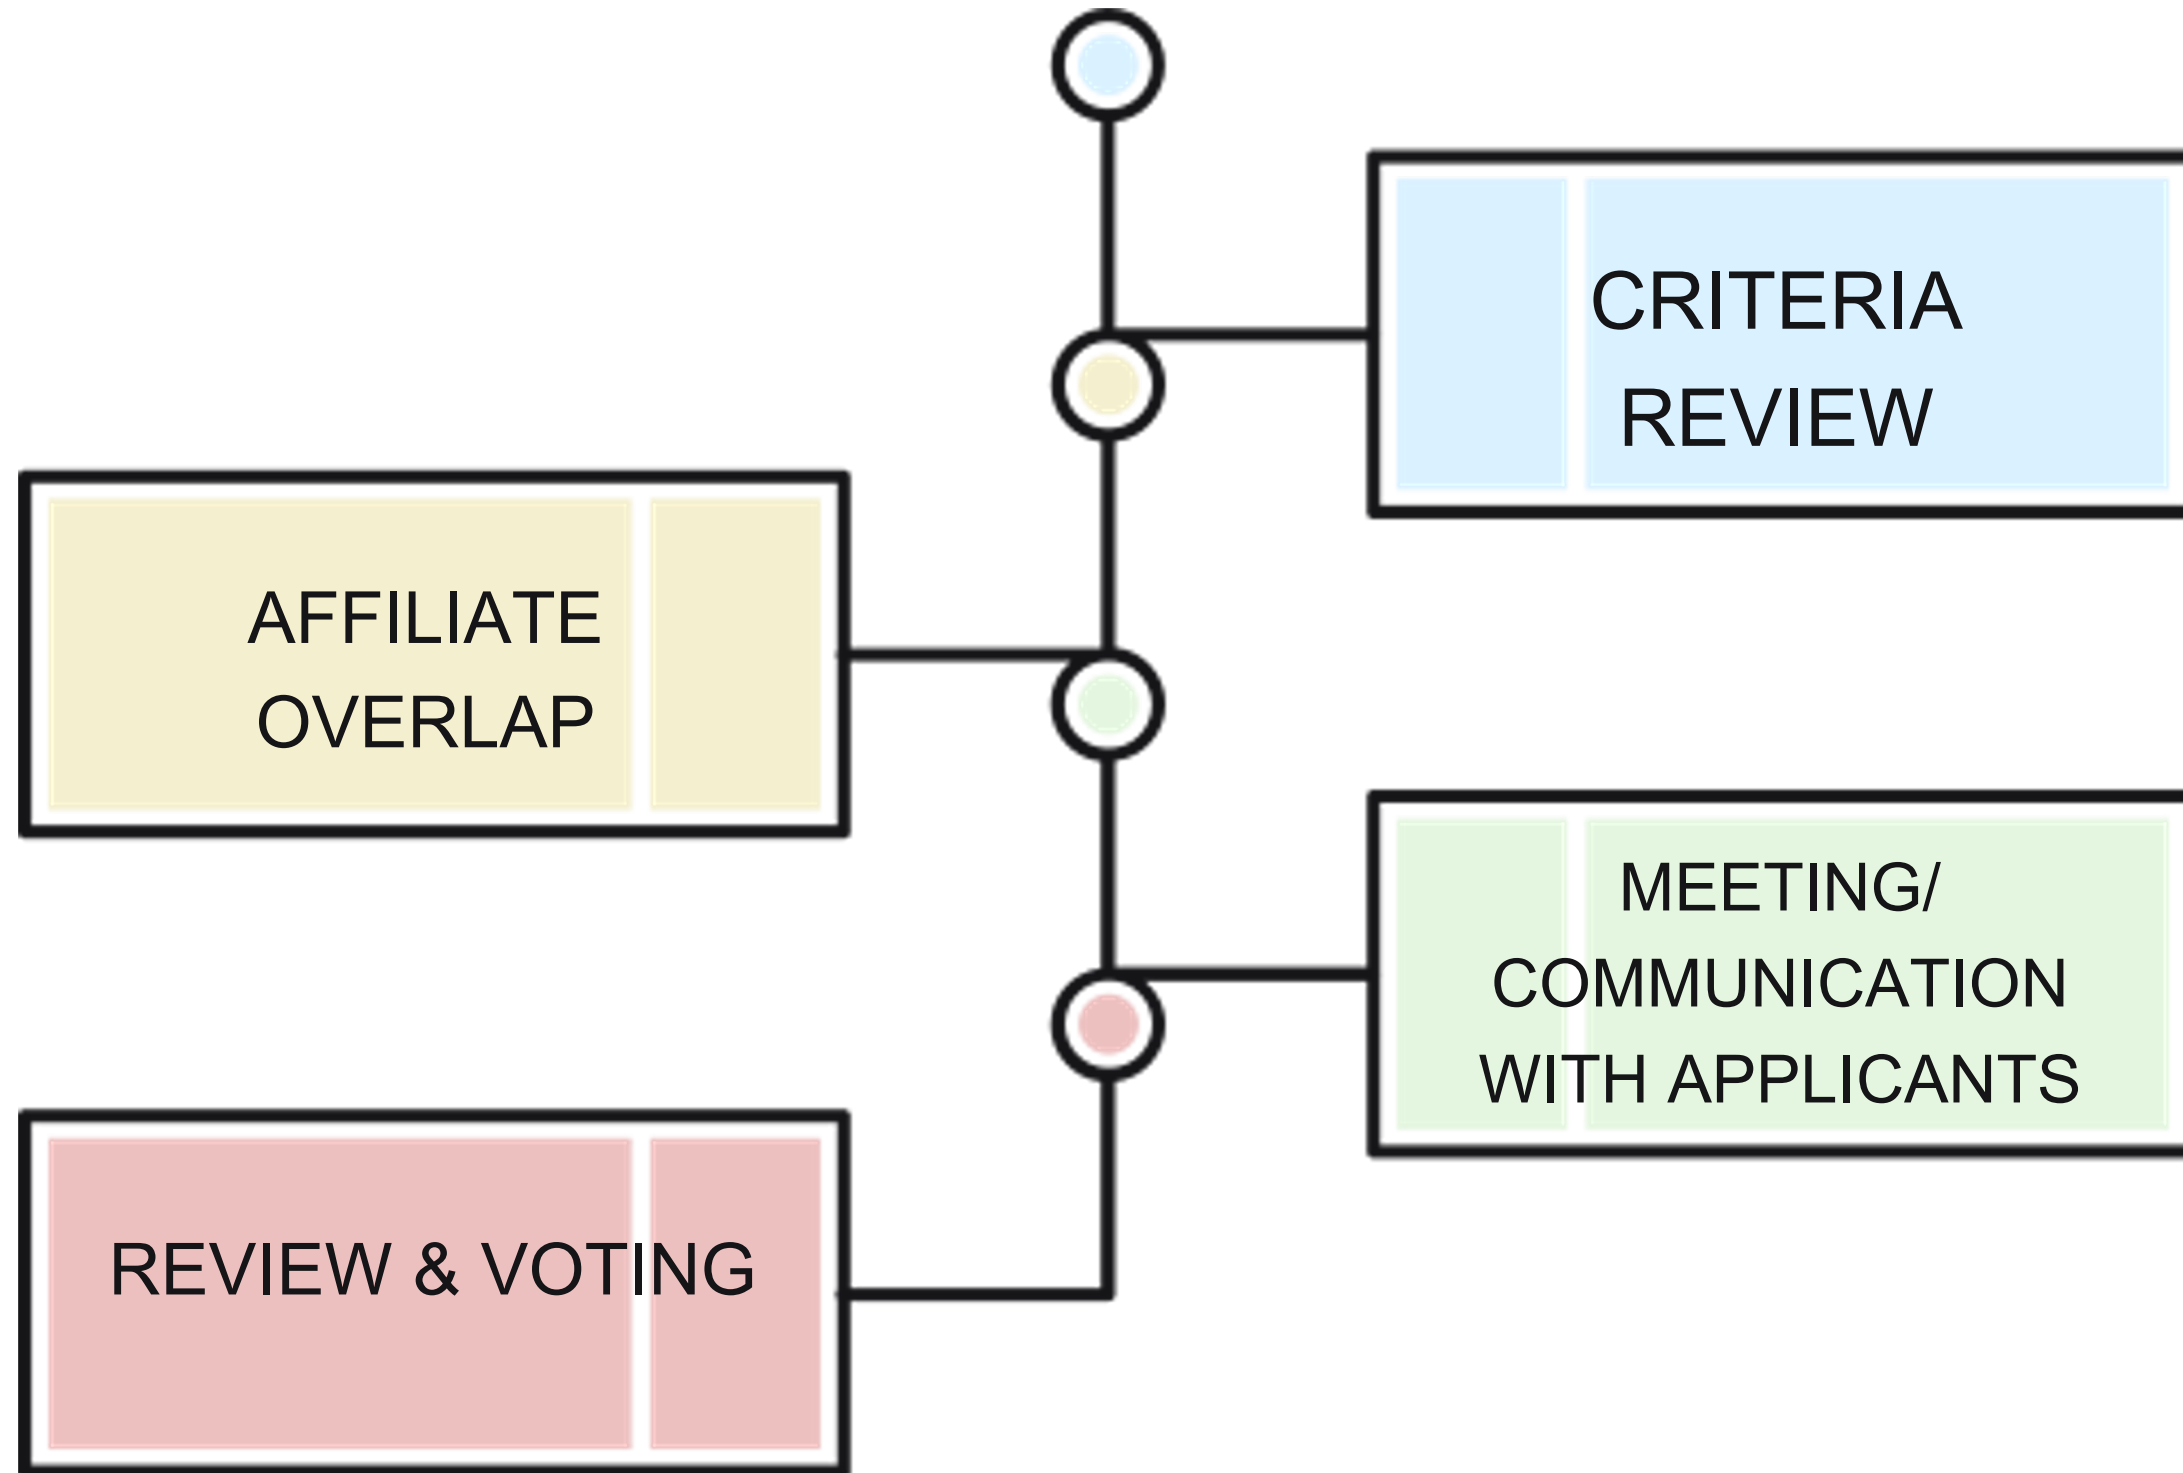 CRITERIA
REVIEW
AFFILIATE
OVERLAP
MEETING/
COMMUNICATION
WITH APPLICANTS
REVIEW & VOTING